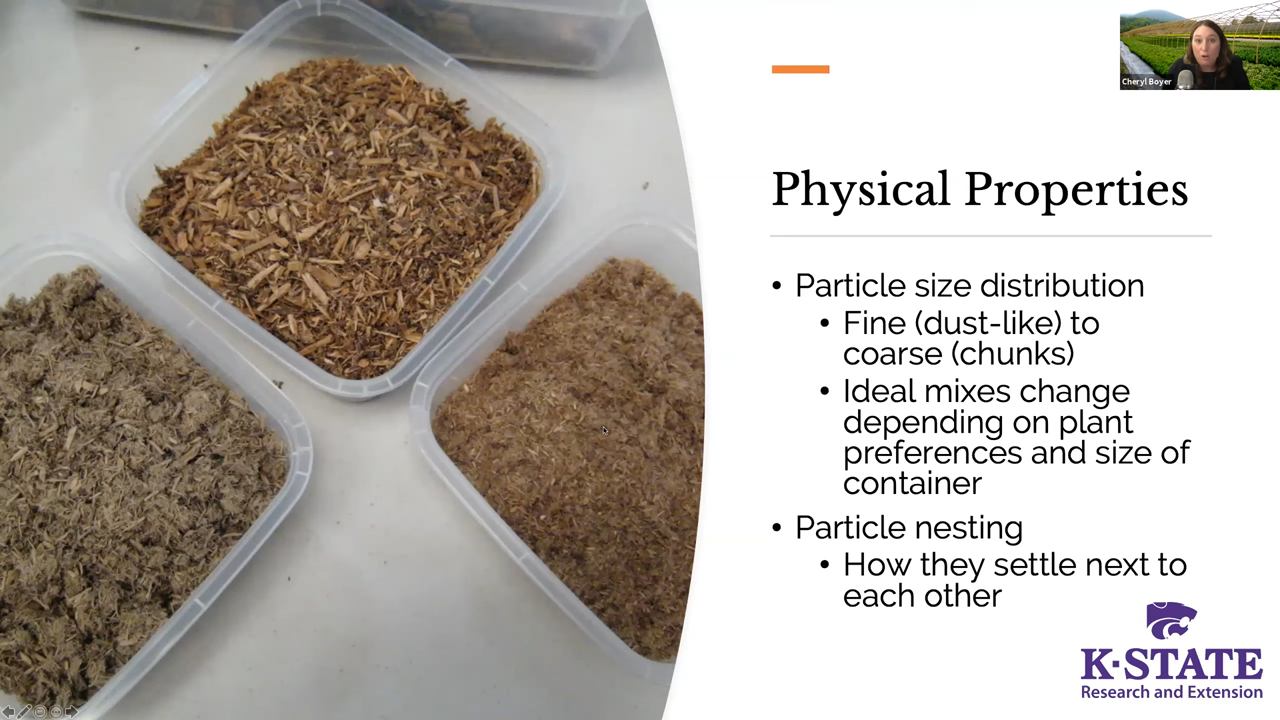 Cheryl Boyer
Physical Properties
• Particle size distribution
• Fine (dust-like) to
coarse (chunks)
• Ideal mixes change
depending on plant
preferences and size of
container
• Particle nesting
• How they settle next to
each other
K·STATE
Research and Extension